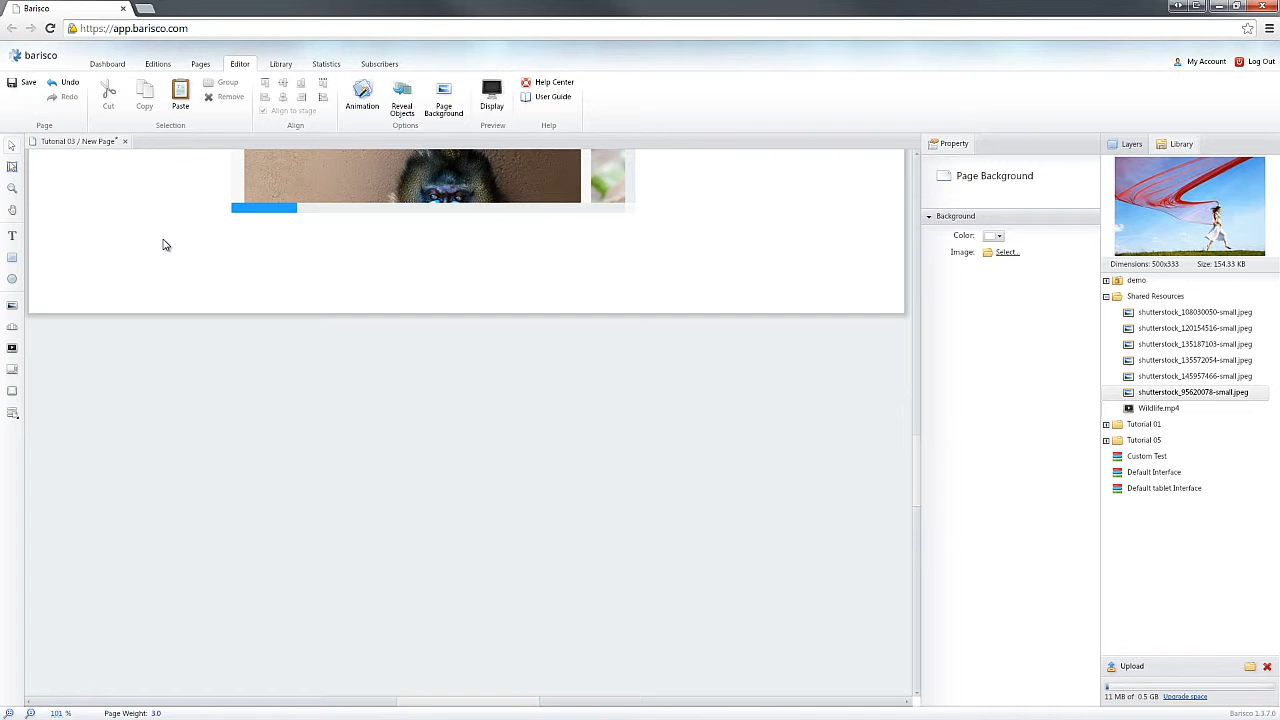 Barisco
https://app.barisco.com
barisco
Dashboard Editions Pages Editor Library Statistics Subscribers
My Account Log Out
Save Undo Redo
Page
Cut Copy Paste Group Remove
Selection
Align to stage
Align
Animation Reveal Objects Page Background
Options
Display
Preview
Help Center
User Guide
Help
Tutorial 03 / New Page*
Property
Page Background
Background
Color:
Image: Select...
Layers Library
Dimensions: 500x333 Size: 154.33 KB
demo
Shared Resources
shutterstock_108030050-small.jpeg
shutterstock_120154516-small.jpeg
shutterstock_135187103-small.jpeg
shutterstock_135572054-small.jpeg
shutterstock_145957466-small.jpeg
shutterstock_95620078-small.jpeg
Wildlife.mp4
Tutorial 01
Tutorial 05
Custom Test
Default Interface
Default tablet Interface
Upload
11 MB of 0.5 GB Upgrade space
101 % Page Weight: 3.0
Barisco 1.3.7.0